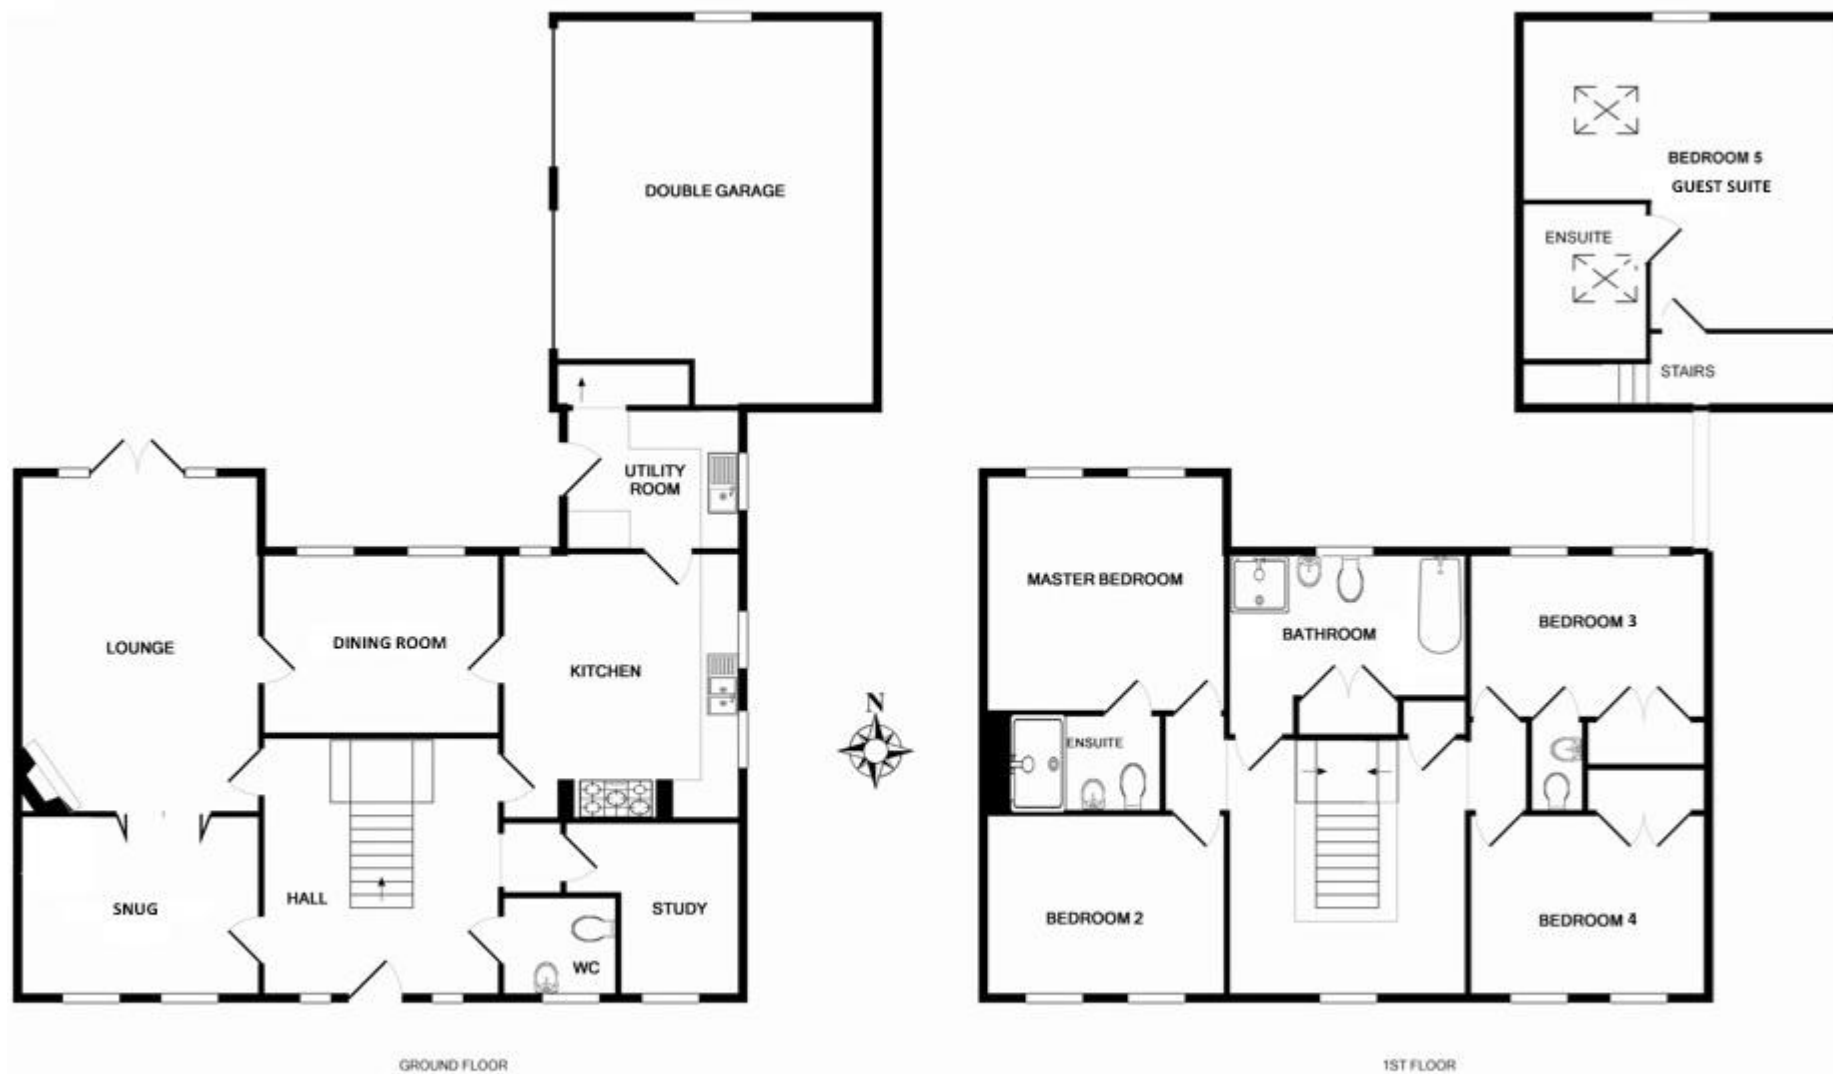 DOUBLE GARAGE
UTILITY
ROOM
LOUNGE
DINING ROOM
KITCHEN
SNUG
HALL
STUDY
WC
GROUND FLOOR
N
BEDROOM 5
GUEST SUITE
ENSUITE
STAIRS
MASTER BEDROOM
BATHROOM
BEDROOM 3
ENSUITE
BEDROOM 2
BEDROOM 4
1ST FLOOR